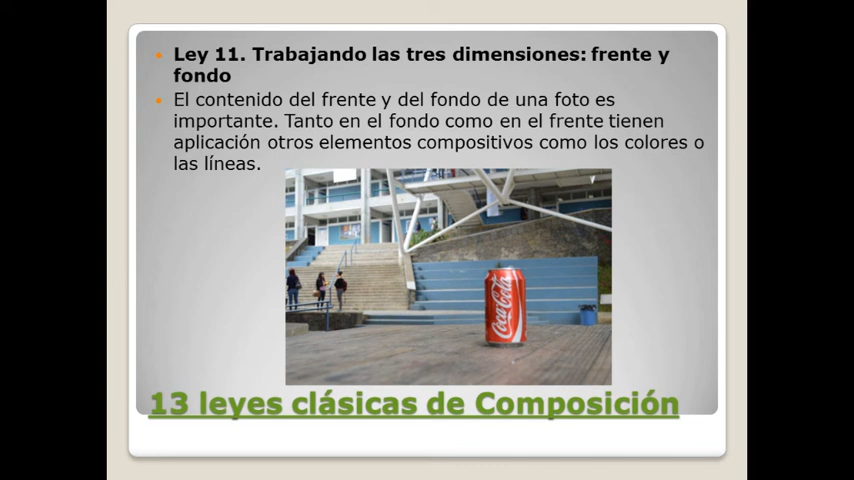 Ley 11. Trabajando las tres dimensiones: frente y
fondo
El contenido del frente y del fondo de una foto es
importante. Tanto en el fondo como en el frente tienen
aplicación otros elementos compositivos como los colores o
las líneas.
Coca-Cola
13 leyes clásicas de Composición